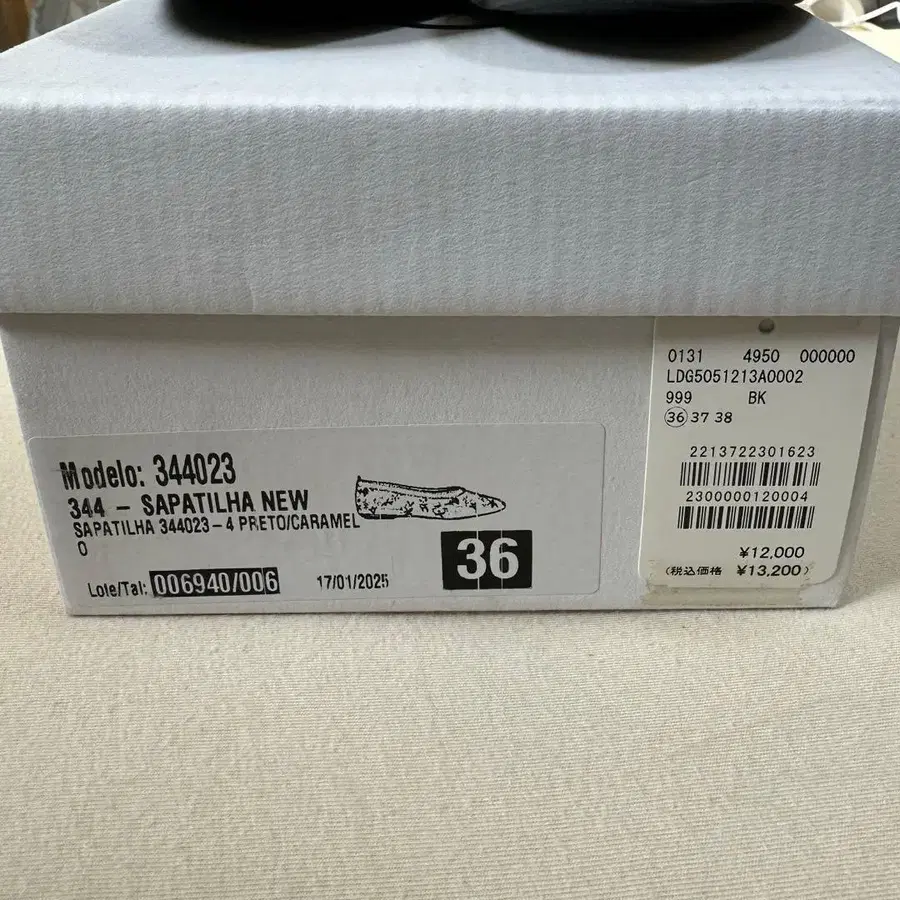 Modelo: 344023
344 - SAPATILHA NEW
SAPATILHA 344023-4 PRETO/CARAMEL
O
Lote/Tal: 006940/006 17/01/2025 36
0131 4950 000000
LDG5051213A0002
999 BK
36 37 38
2213722301623
2300000120004
¥12,000
(税込価格 ¥13,200)